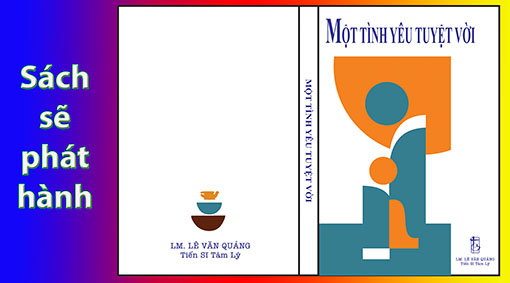 Sách
sẽ
phát
hành
LM. LÊ VĂN QUẢNG
Tiến Sĩ Tâm Lý
MỘT TÌNH YÊU TUYỆT VỜI
MỘT TÌNH YÊU TUYỆT VỜI
LM. LÊ VĂN QUẢNG
Tiến Sĩ Tâm Lý